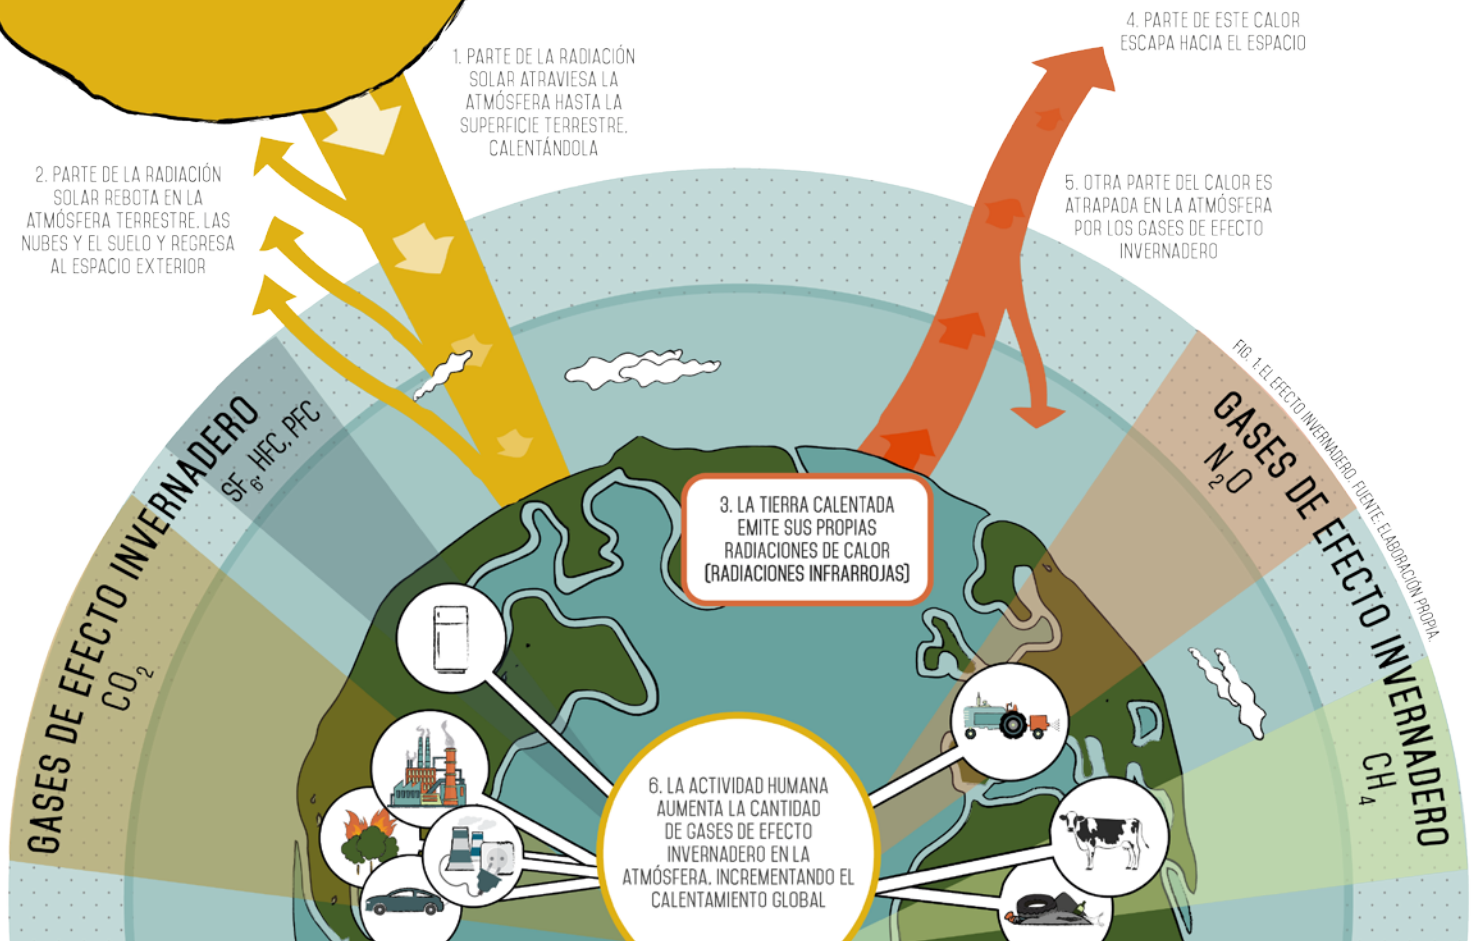 1. PARTE DE LA RADIACIÓN
SOLAR ATRAVIESA LA
ATMÓSFERA HASTA LA
SUPERFICIE TERRESTRE,
CALENTÁNDOLA
2. PARTE DE LA RADIACIÓN
SOLAR REBOTA EN LA
ATMÓSFERA TERRESTRE, LAS
NUBES Y EL SUELO Y REGRESA
AL ESPACIO EXTERIOR
3. LA TIERRA CALENTADA
EMITE SUS PROPIAS
RADIACIONES DE CALOR
(RADIACIONES INFRARROJAS)
4. PARTE DE ESTE CALOR
ESCAPA HACIA EL ESPACIO
5. OTRA PARTE DEL CALOR ES
ATRAPADA EN LA ATMÓSFERA
POR LOS GASES DE EFECTO
INVERNADERO
6. LA ACTIVIDAD HUMANA
AUMENTA LA CANTIDAD
DE GASES DE EFECTO
INVERNADERO EN LA
ATMÓSFERA, INCREMENTANDO EL
CALENTAMIENTO GLOBAL
GASES DE EFECTO INVERNADERO
CO₂
SF₆, HFC, PFC
GASES DE EFECTO INVERNADERO
N₂O
CH₄
FIG. 1: EL EFECTO INVERNADERO. FUENTE: ELABORACIÓN PROPIA.